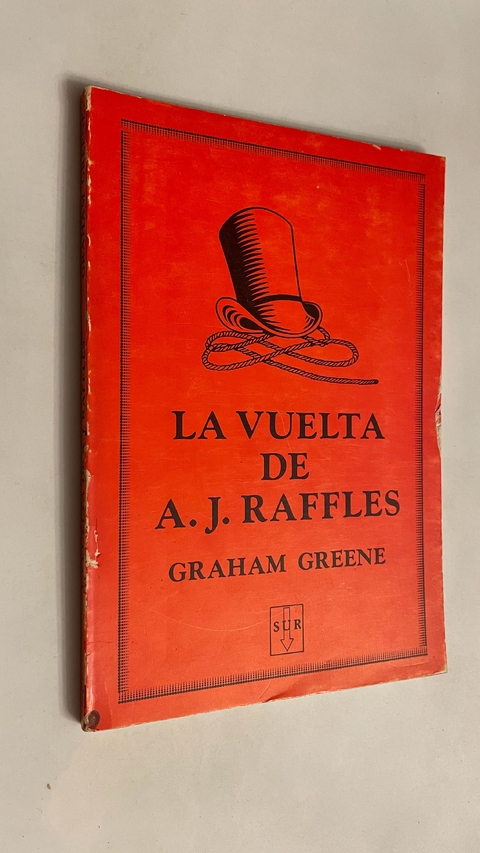 LA VUELTA
DE
A. J. RAFFLES
GRAHAM GREENE
SUR